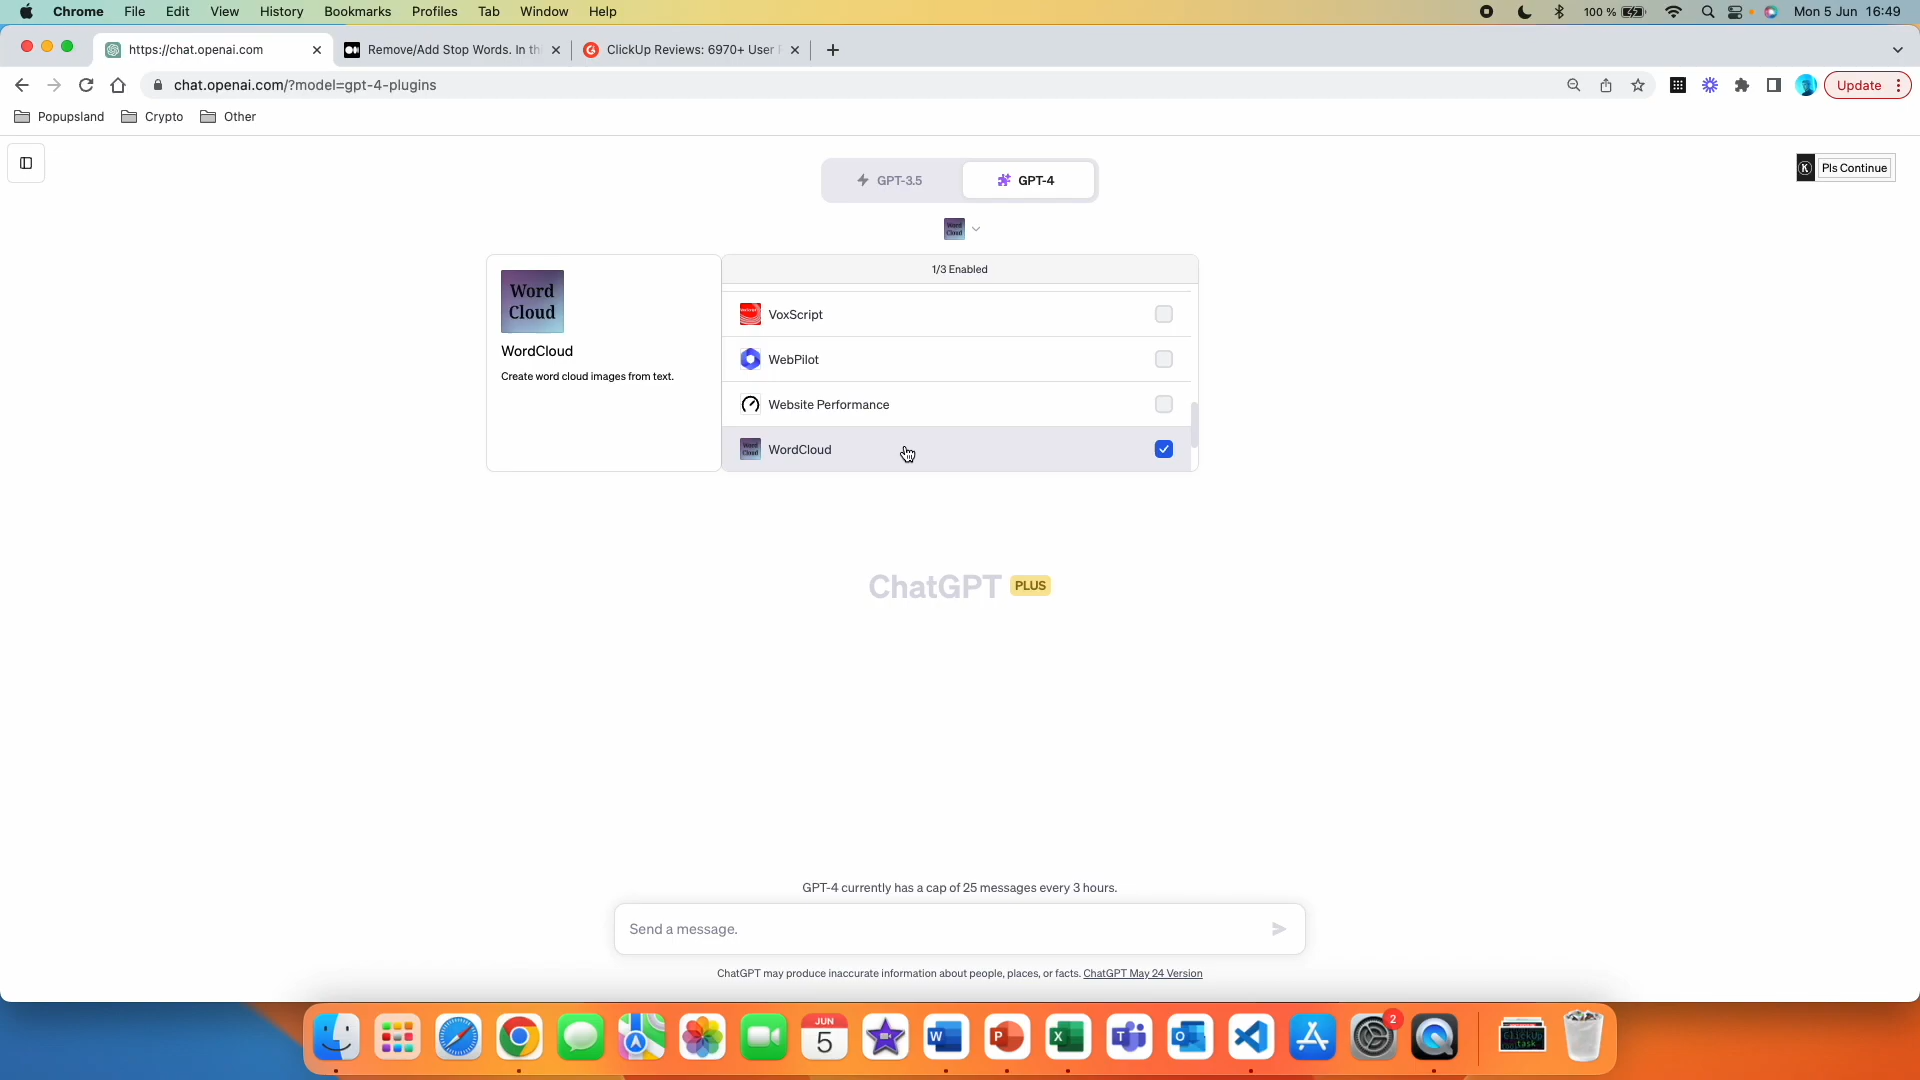 Chrome File Edit View History Bookmarks Profiles Tab Window Help 100 % Mon 5 Jun 16:49
https://chat.openai.com Remove/Add Stop Words. In thi ClickUp Reviews: 6970+ User
chat.openai.com/?model=gpt-4-plugins Update
Popupsland Crypto Other
K Pls Continue
GPT-3.5 GPT-4
Word Cloud
1/3 Enabled
Word
Cloud
WordCloud
Create word cloud images from text.
VoxScript
WebPilot
Website Performance
WordCloud
ChatGPT PLUS
GPT-4 currently has a cap of 25 messages every 3 hours.
Send a message.
ChatGPT may produce inaccurate information about people, places, or facts. ChatGPT May 24 Version
JUN
5
2